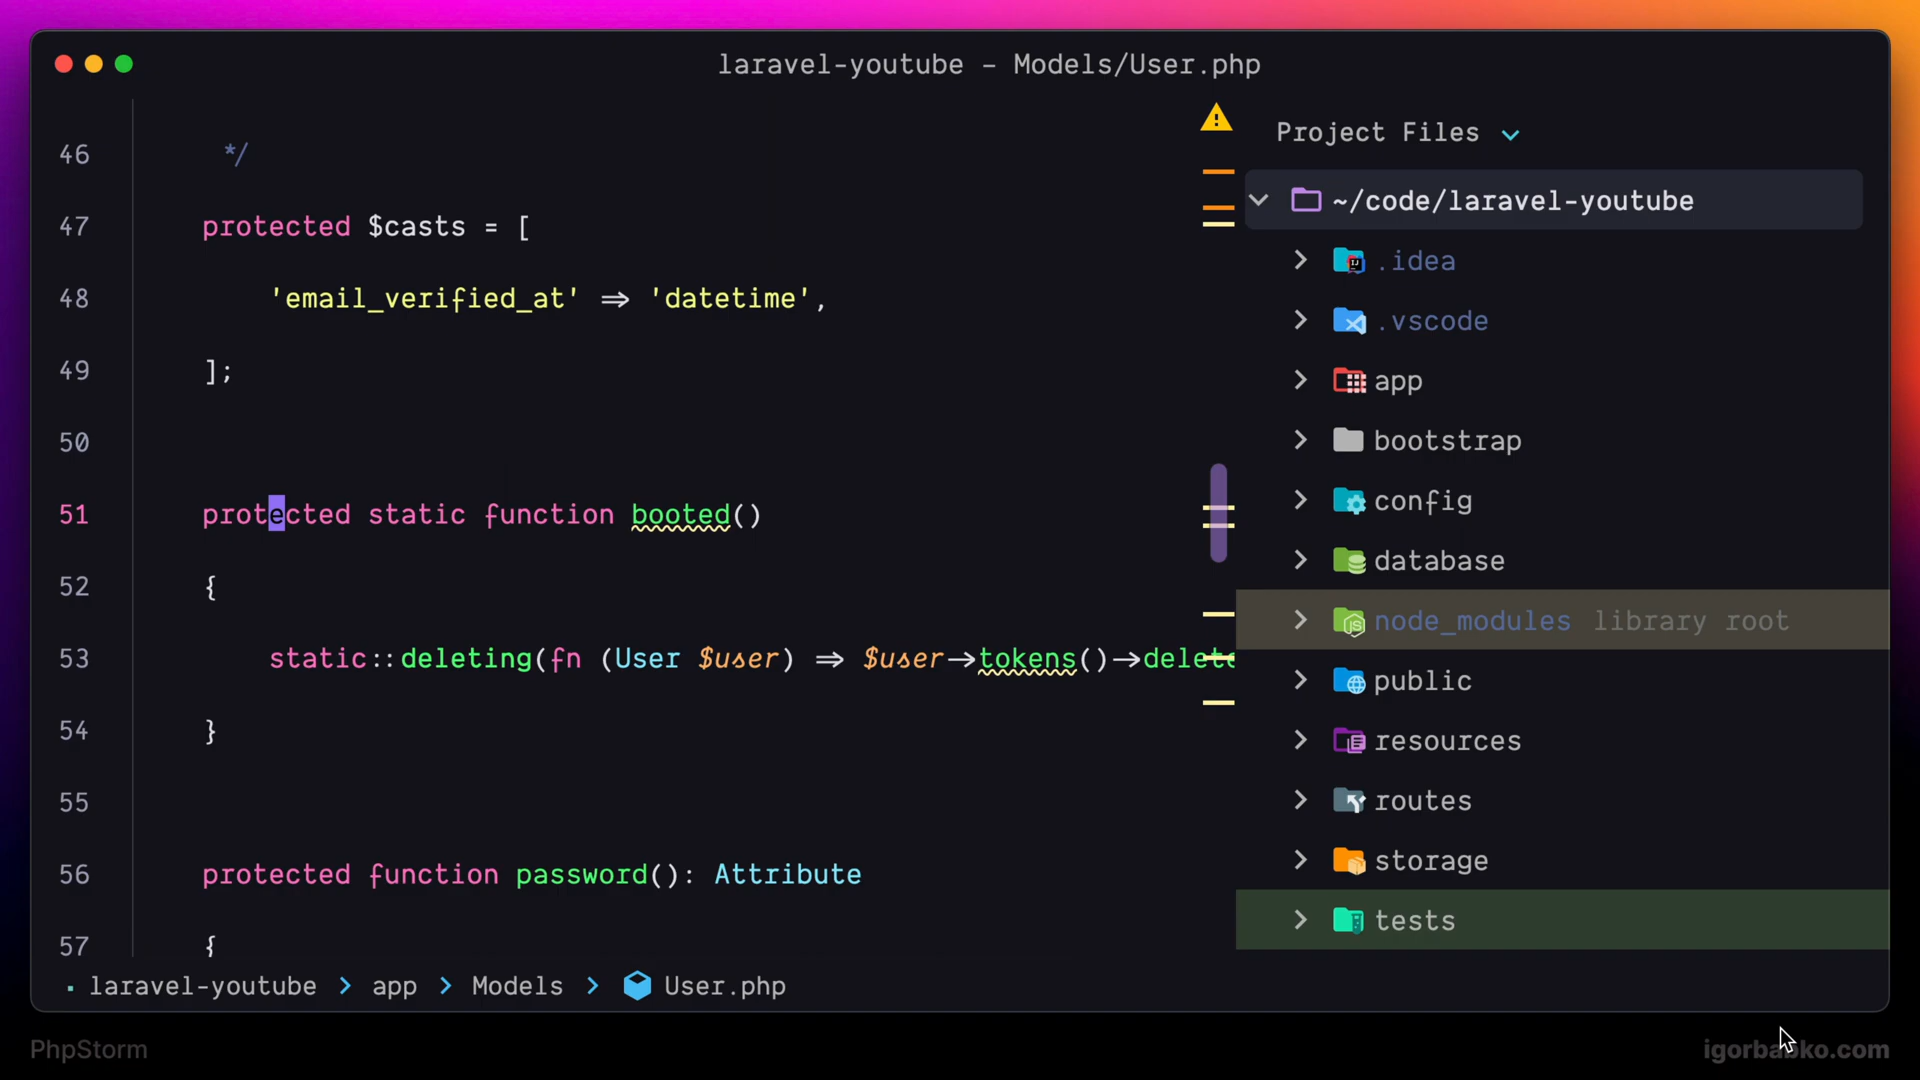 laravel-youtube – Models/User.php
46 */
47 protected $casts = [
48 'email_verified_at' => 'datetime',
49 ];
50
51 protected static function booted()
52 {
53 static::deleting(fn (User $user) => $user->tokens()->delete
54 }
55
56 protected function password(): Attribute
57 {
Project Files
~/code/laravel-youtube
.idea
.vscode
app
bootstrap
config
database
node_modules library root
public
resources
routes
storage
tests
laravel-youtube > app > Models > User.php
PhpStorm
igorbabko.com